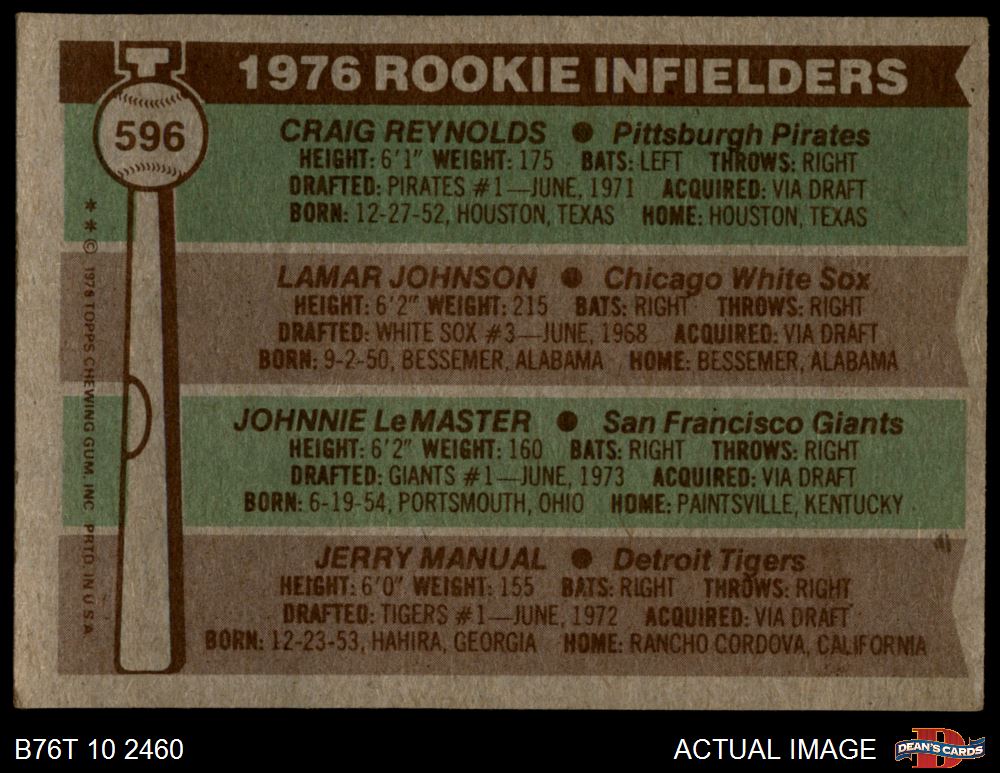 T
1976 ROOKIE INFIELDERS
596
CRAIG REYNOLDS ● Pittsburgh Pirates
HEIGHT: 6'1" WEIGHT: 175 BATS: LEFT THROWS: RIGHT
DRAFTED: PIRATES #1—JUNE, 1971 ACQUIRED: VIA DRAFT
BORN: 12-27-52, HOUSTON, TEXAS HOME: HOUSTON, TEXAS
LAMAR JOHNSON ● Chicago White Sox
HEIGHT: 6'2" WEIGHT: 215 BATS: RIGHT THROWS: RIGHT
DRAFTED: WHITE SOX #3—JUNE, 1968 ACQUIRED: VIA DRAFT
BORN: 9-2-50, BESSEMER, ALABAMA HOME: BESSEMER, ALABAMA
JOHNNIE LeMASTER ● San Francisco Giants
HEIGHT: 6'2" WEIGHT: 160 BATS: RIGHT THROWS: RIGHT
DRAFTED: GIANTS #1—JUNE, 1973 ACQUIRED: VIA DRAFT
BORN: 6-19-54, PORTSMOUTH, OHIO HOME: PAINTSVILLE, KENTUCKY
JERRY MANUAL ● Detroit Tigers
HEIGHT: 6'0" WEIGHT: 155 BATS: RIGHT THROWS: RIGHT
DRAFTED: TIGERS #1—JUNE, 1972 ACQUIRED: VIA DRAFT
BORN: 12-23-53, HAHIRA, GEORGIA HOME: RANCHO CORDOVA, CALIFORNIA
** © 1976 TOPPS CHEWING GUM, INC PRTD. IN U.S.A.
B76T 10 2460
ACTUAL IMAGE
D
DEAN'S CARDS